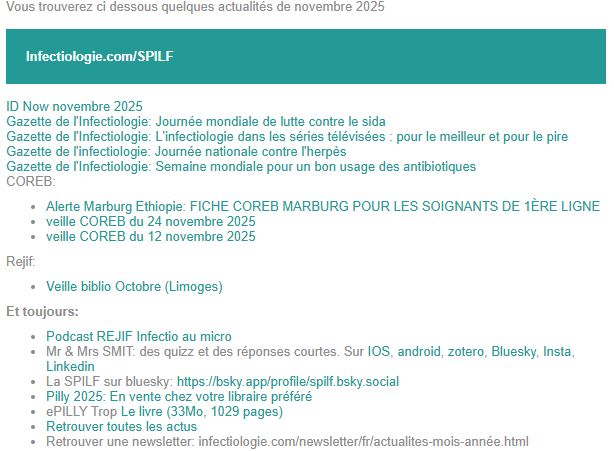 Vous trouverez ci dessous quelques actualités de novembre 2025
Infectiologie.com/SPILF
ID Now novembre 2025
Gazette de l'Infectiologie: Journée mondiale de lutte contre le sida
Gazette de l'Infectiologie: L'infectiologie dans les séries télévisées : pour le meilleur et pour le pire
Gazette de l'infectiologie: Journée nationale contre l'herpès
Gazette de l'Infectiologie: Semaine mondiale pour un bon usage des antibiotiques
COREB:
Alerte Marburg Ethiopie: FICHE COREB MARBURG POUR LES SOIGNANTS DE 1ÈRE LIGNE
veille COREB du 24 novembre 2025
veille COREB du 12 novembre 2025
Rejif:
Veille biblio Octobre (Limoges)
Et toujours:
Podcast REJIF Infectio au micro
Mr & Mrs SMIT: des quizz et des réponses courtes. Sur IOS, android, zotero, Bluesky, Insta,
Linkedin
La SPILF sur bluesky: https://bsky.app/profile/spilf.bsky.social
Pilly 2025: En vente chez votre libraire préféré
ePILLY Trop Le livre (33Mo, 1029 pages)
Retrouver toutes les actus
Retrouver une newsletter: infectiologie.com/newsletter/fr/actualites-mois-année.html